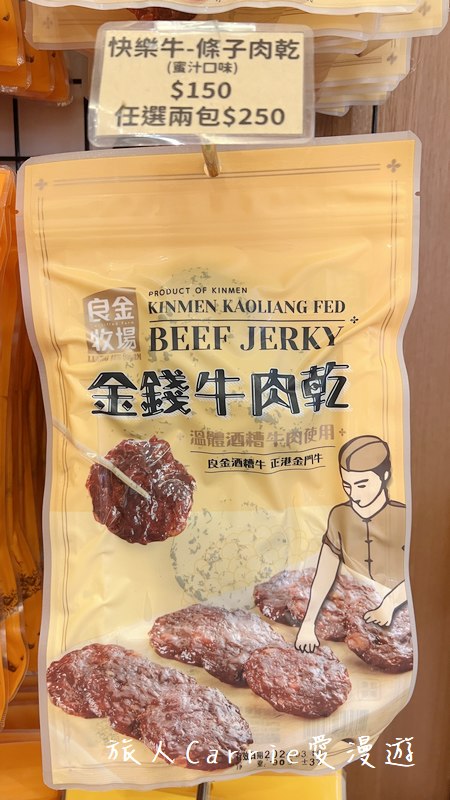 快樂牛-條子肉乾
(蜜汁口味)
$150
任選兩包$250
良金
牧場
PRODUCT OF KINMEN
KINMEN KAOLIANG FED
BEEF JERKY
金錢牛肉乾
溫體酒糟牛肉使用
良金酒糟牛 正港金門牛
旅人Carrie愛漫遊